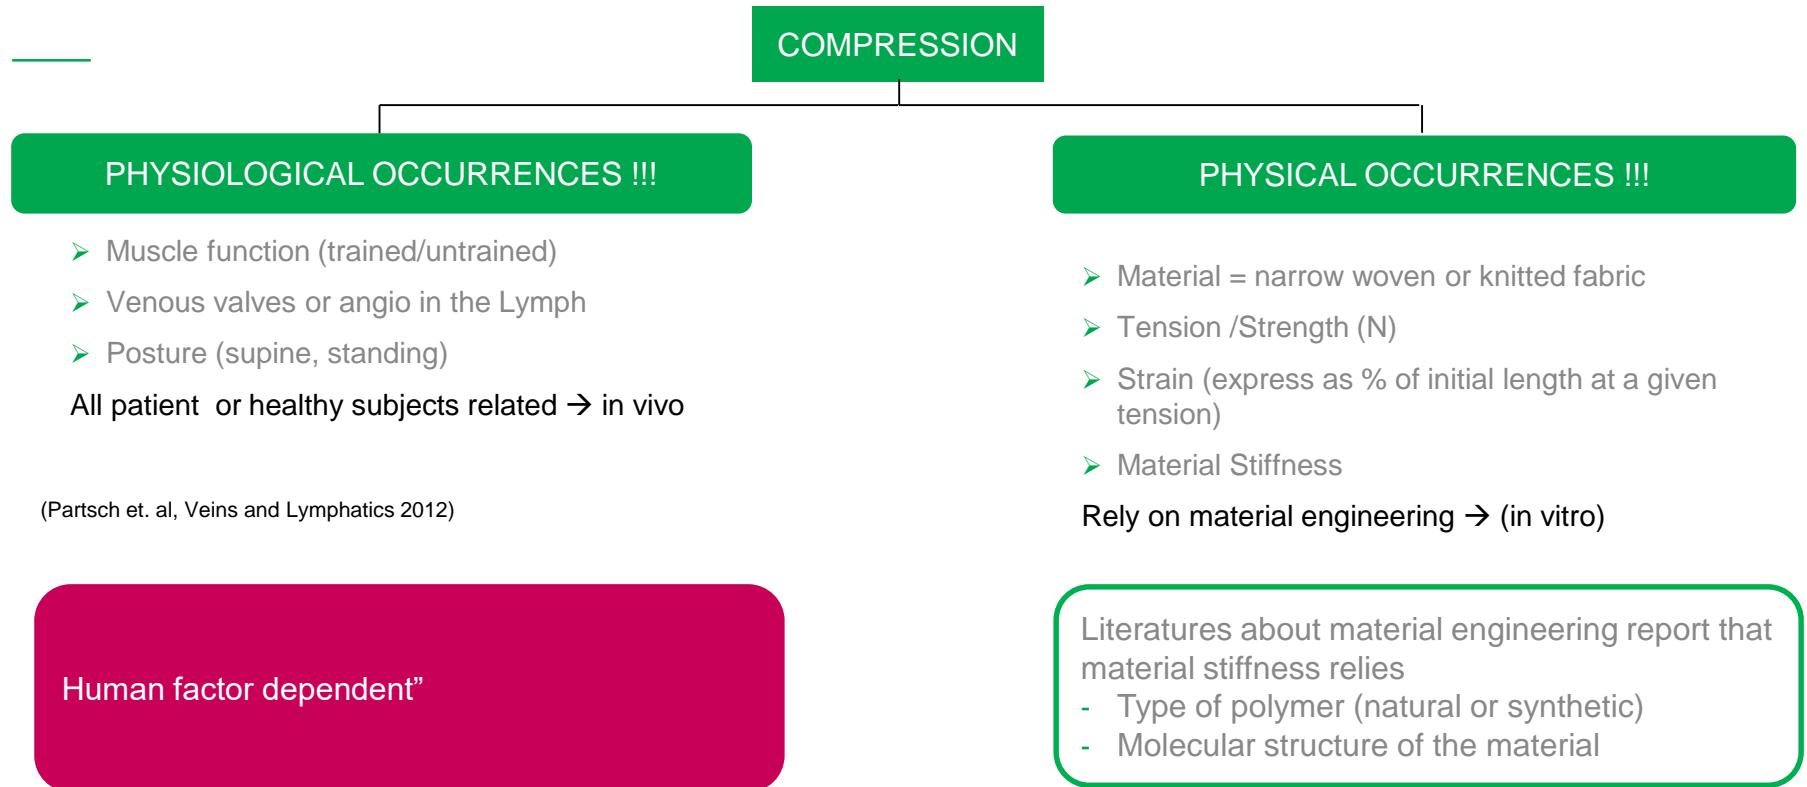 COMPRESSION
PHYSIOLOGICAL OCCURRENCES !!!
➢ Muscle function (trained/untrained)
➢ Venous valves or angio in the Lymph
➢ Posture (supine, standing)
All patient  or healthy subjects related → in vivo
(Partsch et. al, Veins and Lymphatics 2012)
Human factor dependent”
PHYSICAL OCCURRENCES !!!
➢ Material = narrow woven or knitted fabric
➢ Tension /Strength (N)
➢ Strain (express as % of initial length at a given
tension)
➢ Material Stiffness
Rely on material engineering → (in vitro)
Literatures about material engineering report that
material stiffness relies
- Type of polymer (natural or synthetic)
- Molecular structure of the material